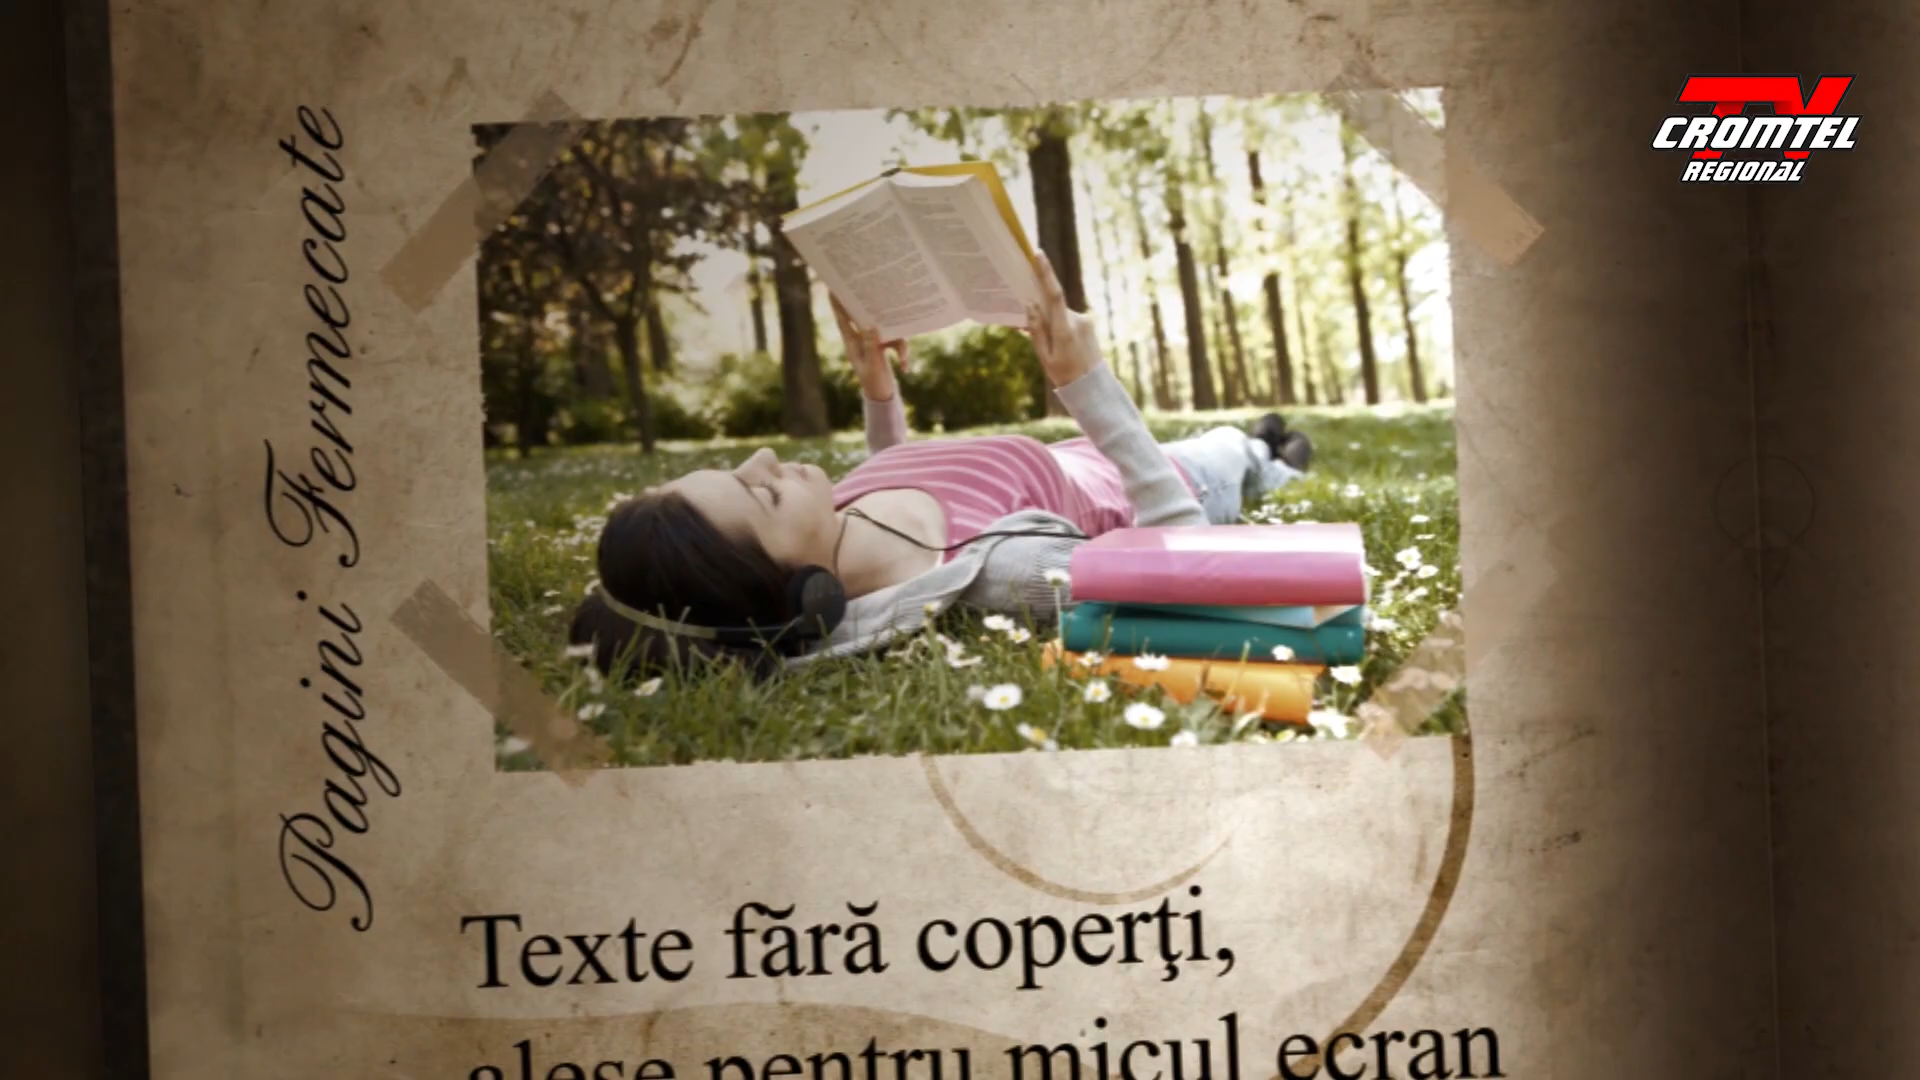 Pagini Fermecate
TV
CROMTEL
REGIONAL
Texte fără coperţi,
alese pentru micul ecran